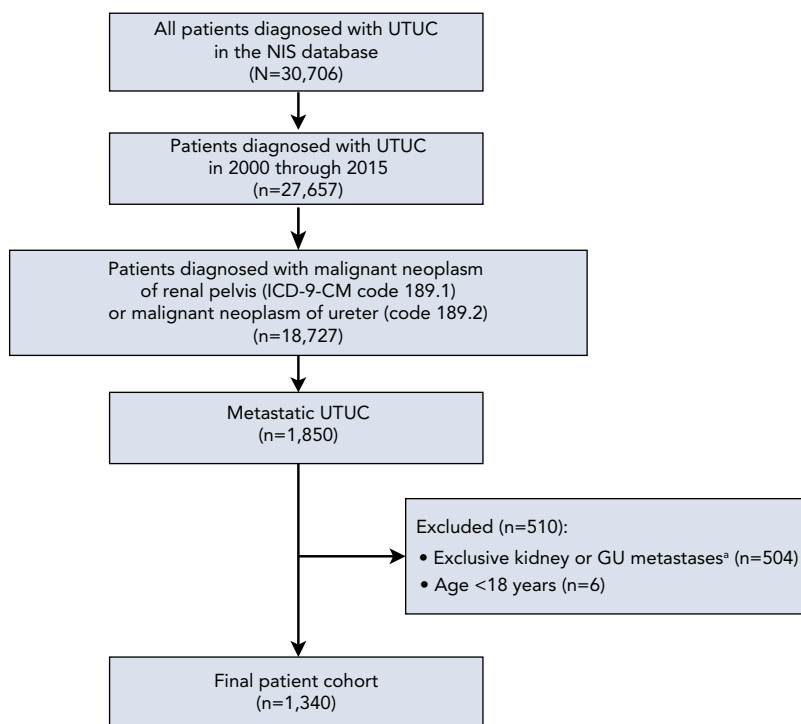 All patients diagnosed with UTUC
in the NIS database
(N=30,706)
Patients diagnosed with UTUC
in 2000 through 2015
(n=27,657)
Patients diagnosed with malignant neoplasm
of renal pelvis (ICD-9-CM code 189.1)
or malignant neoplasm of ureter (code 189.2)
(n=18,727)
Metastatic UTUC
(n=1,850)
Excluded (n=510):
• Exclusive kidney or GU metastasesᵃ (n=504)
• Age <18 years (n=6)
Final patient cohort
(n=1,340)